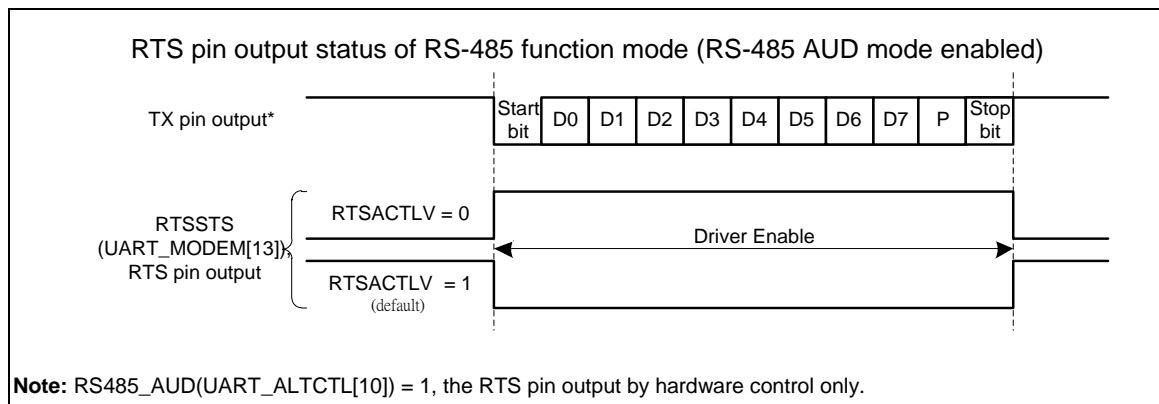 RTS pin output status of RS-485 function mode (RS-485 AUD mode enabled)
TX pin output*
Start bit
D0
D1
D2
D3
D4
D5
D6
D7
P
Stop bit
RTSSTS
(UART_MODEM[13]),
RTS pin output
RTSACTLV = 0
Driver Enable
RTSACTLV = 1
(default)
Note: RS485_AUD(UART_ALTCTL[10]) = 1, the RTS pin output by hardware control only.